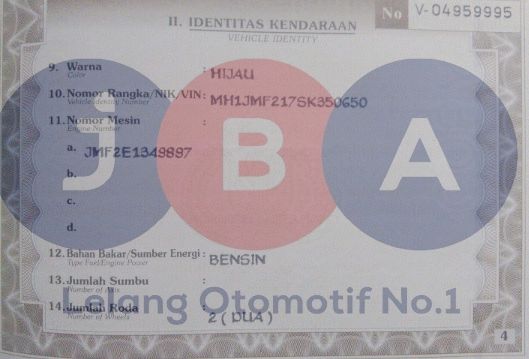 No V-04959995
II. IDENTITAS KENDARAAN
VEHICLE IDENTITY
9. Warna : HIJAU
Color
10. Nomor Rangka/NIK/VIN : MH1JMF217SK350650
Vehicle Identity Number
11. Nomor Mesin :
Engine Number
a. JMF2E1349897
b.
c.
d.
12. Bahan Bakar/Sumber Energi : BENSIN
Type Fuel/Engine Power
13. Jumlah Sumbu :
Number of Axis
14. Jumlah Roda : 2 ( DUA )
Number of Wheels
4
JBA
Lelang Otomotif No.1